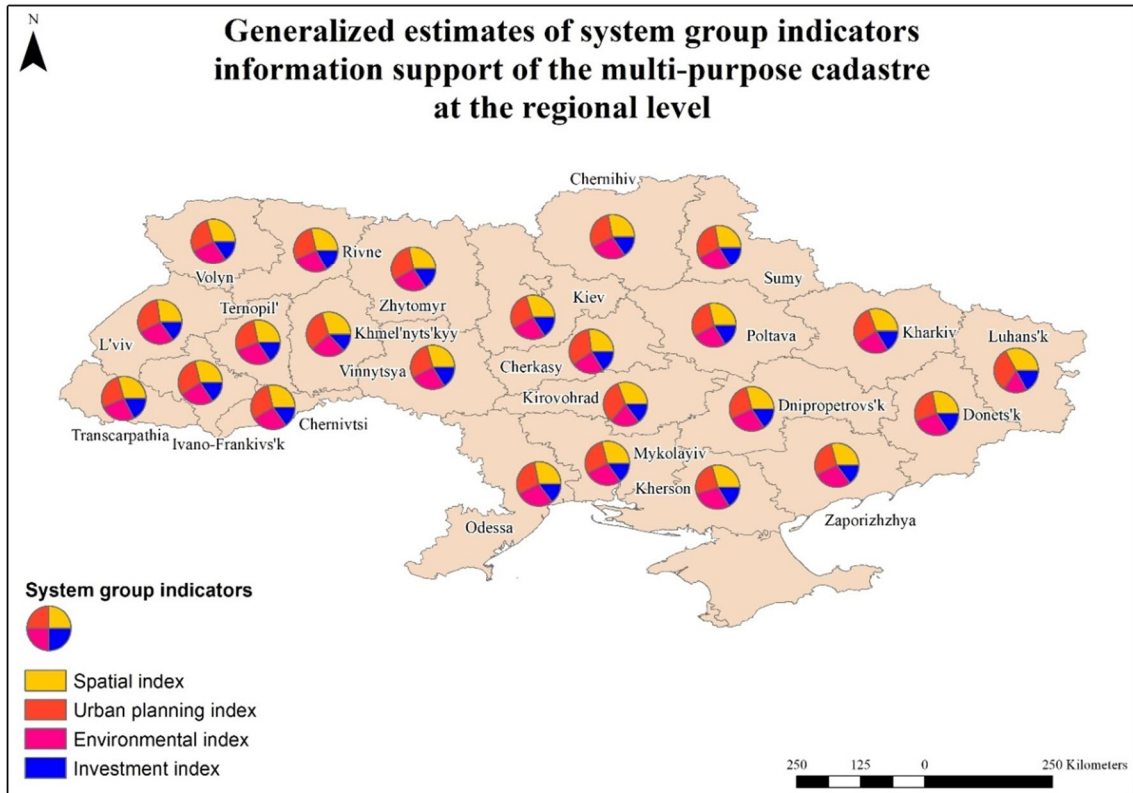 N
Generalized estimates of system group indicators
information support of the multi-purpose cadastre
at the regional level
Chernihiv
Volyn
Rivne
Zhytomyr
Kiev
Sumy
L'viv
Ternopil'
Khmel'nyts'kyy
Vinnytsya
Cherkasy
Poltava
Kharkiv
Luhans'k
Transcarpathia
Ivano-Frankivs'k
Chernivtsi
Kirovohrad
Dnipropetrovs'k
Donets'k
Mykolayiv
Kherson
Odessa
Zaporizhzhya
System group indicators
Spatial index
Urban planning index
Environmental index
Investment index
250 125 0 250 Kilometers